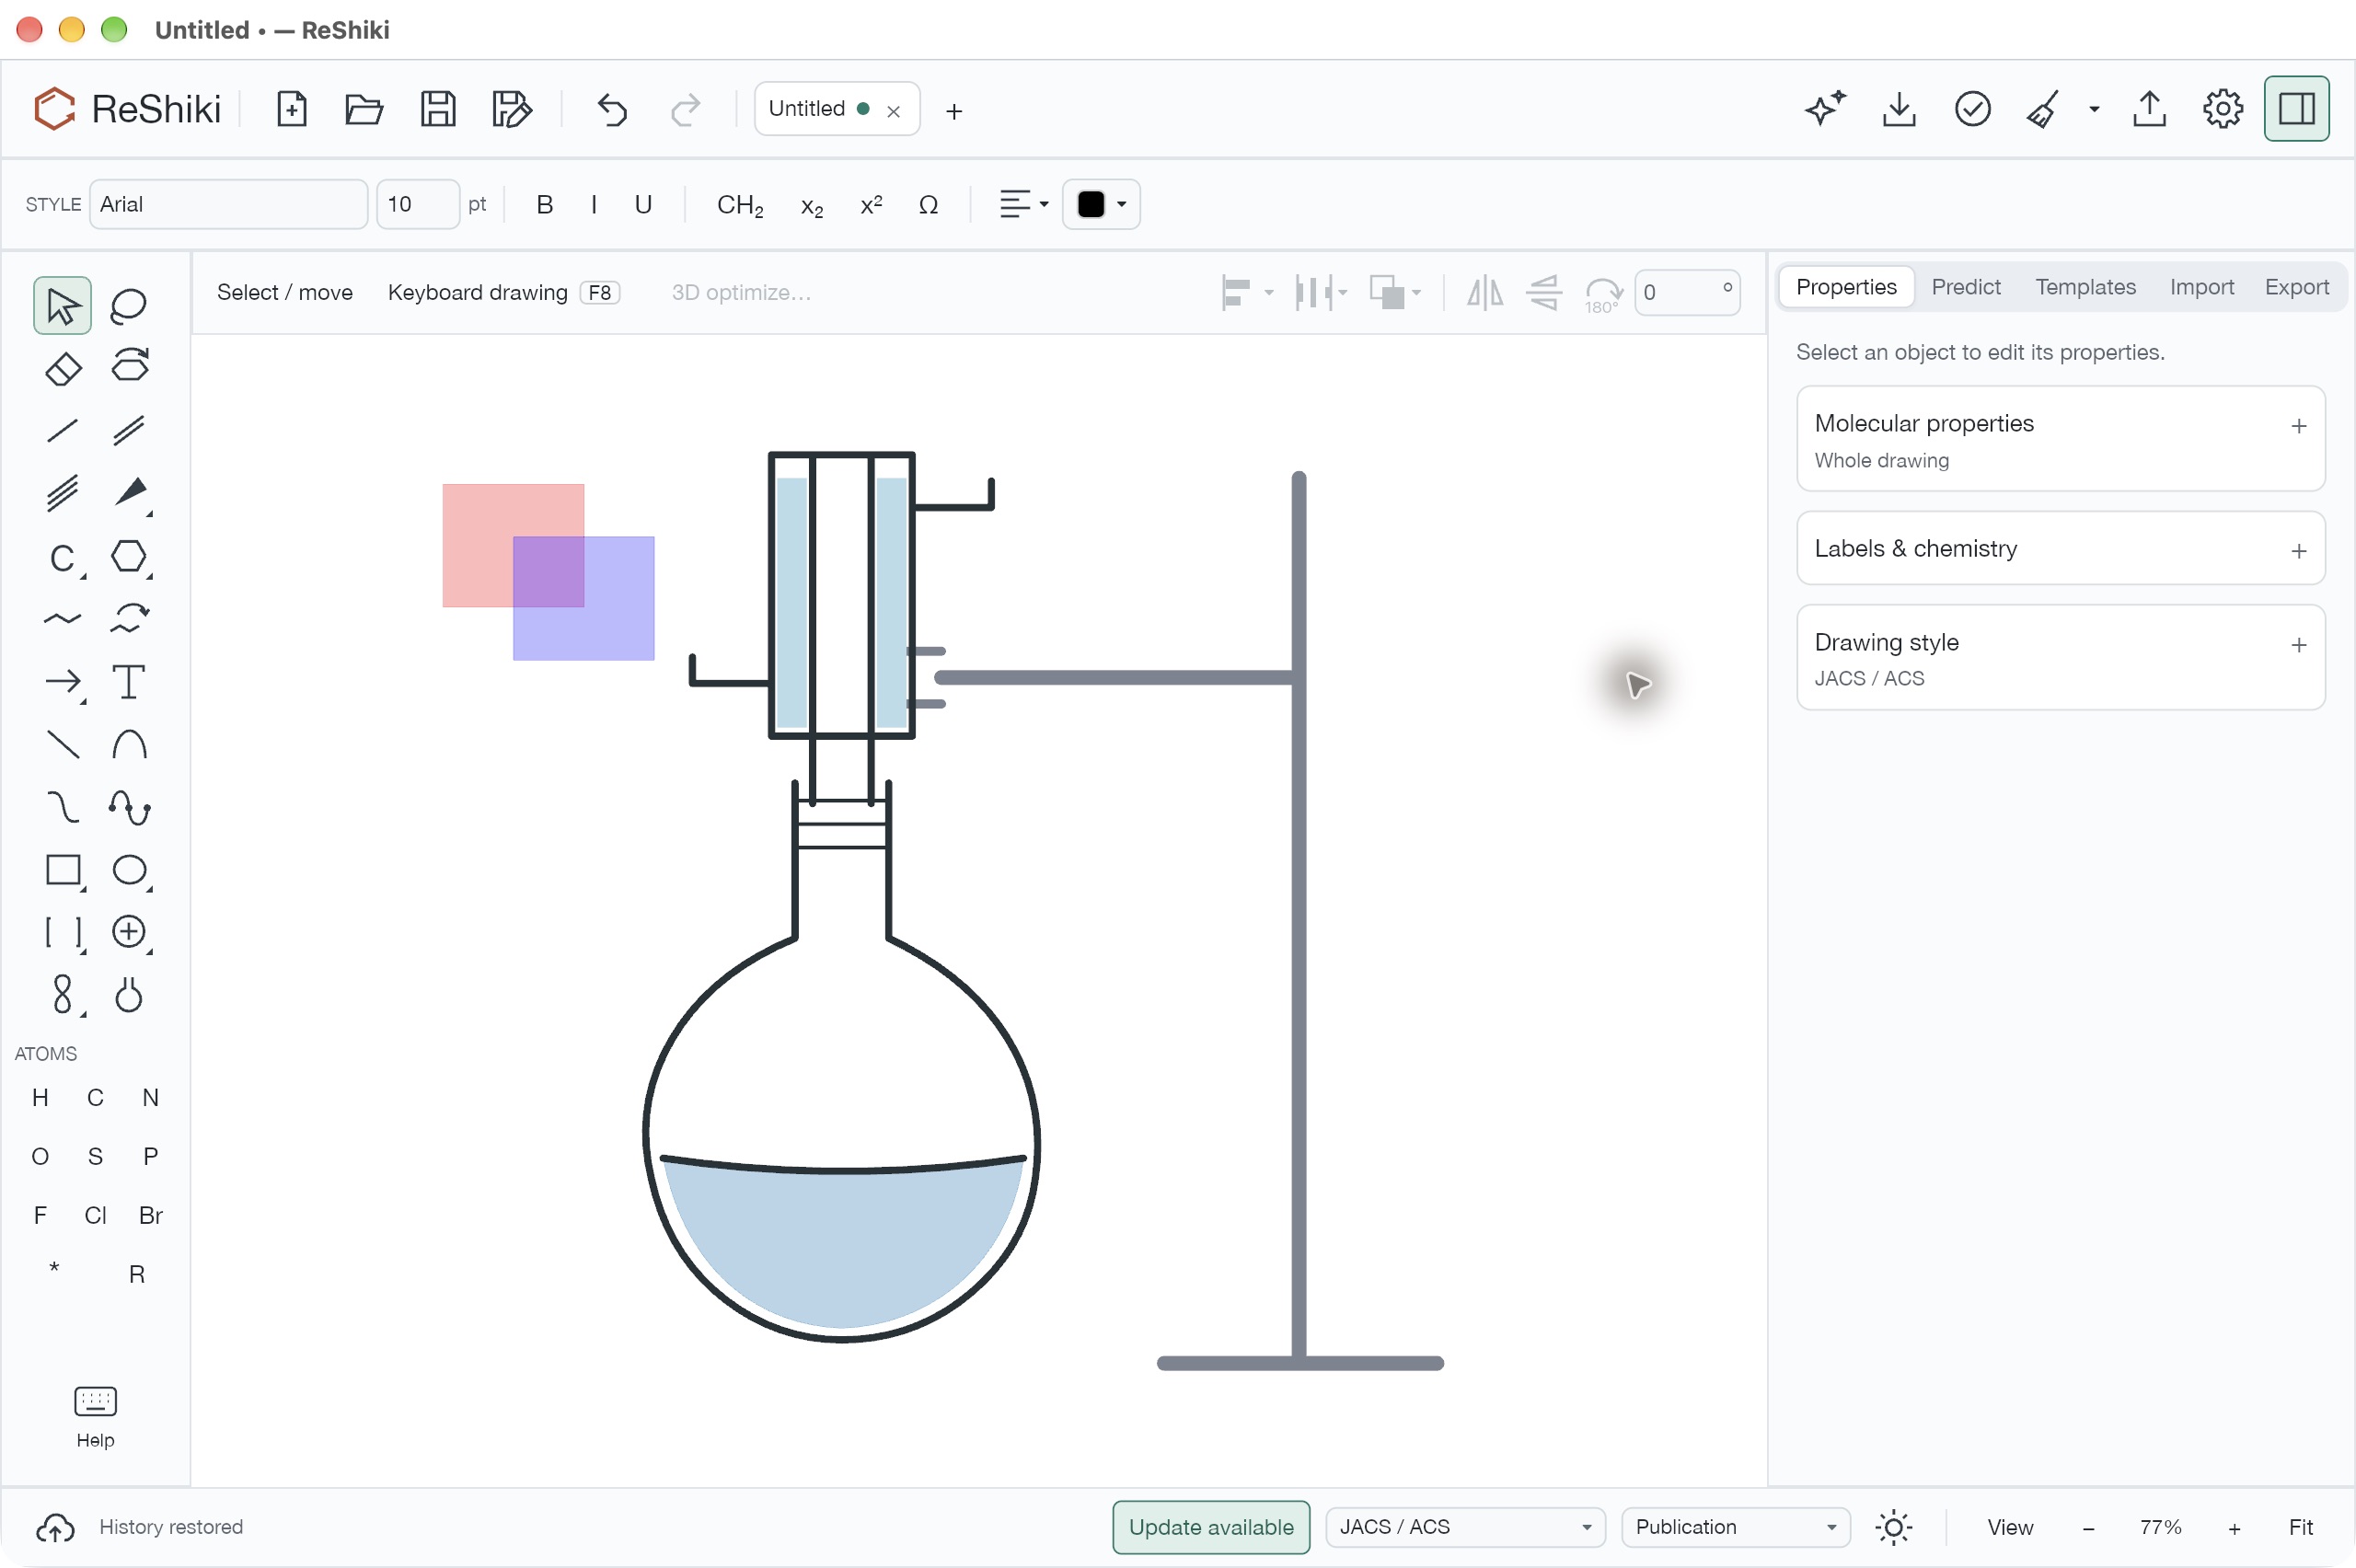 Untitled • — ReShiki
ReShiki
Untitled
STYLE Arial 10 pt B I U CH₂ x₂ x² Ω
Select / move Keyboard drawing F8 3D optimize…
180° 0 °
Properties Predict Templates Import Export
Select an object to edit its properties.
Molecular properties
Whole drawing
Labels & chemistry
Drawing style
JACS / ACS
C
T
ATOMS
H C N
O S P
F Cl Br
* R
Help
History restored
Update available
JACS / ACS
Publication
View – 77% + Fit